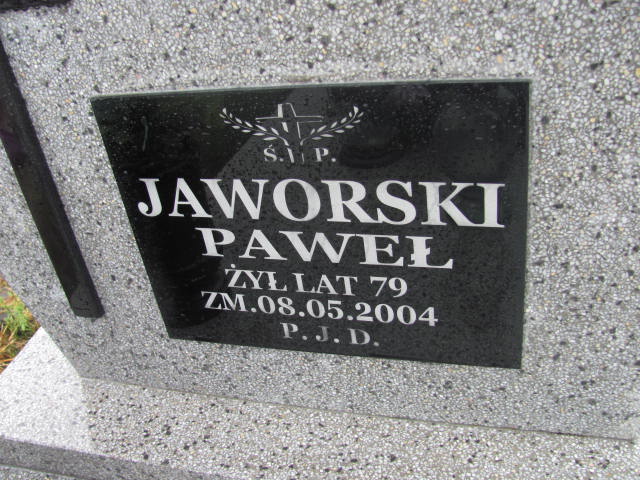 Ś. P.
JAWORSKI
PAWEŁ
ŻYŁ LAT 79
ZM.08.05.2004
P. J. D.